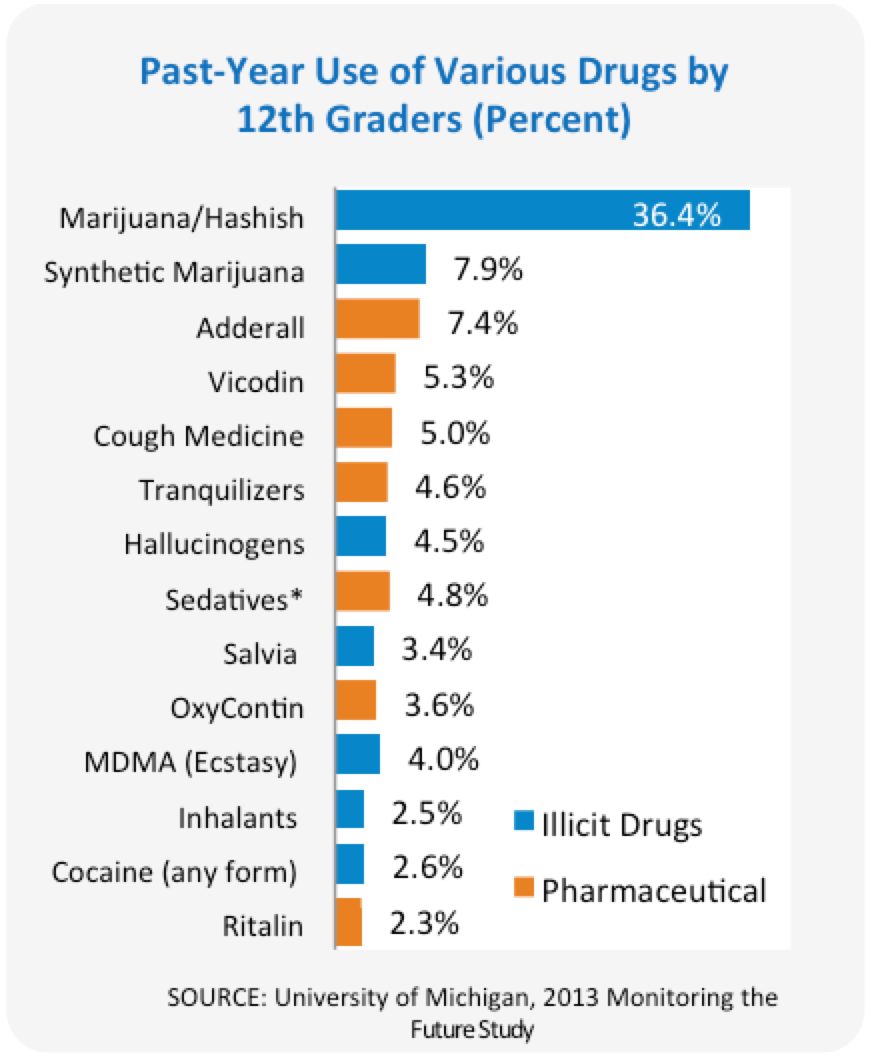 Past-Year Use of Various Drugs by
12th Graders (Percent)
Marijuana/Hashish 36.4%
Synthetic Marijuana 7.9%
Adderall 7.4%
Vicodin 5.3%
Cough Medicine 5.0%
Tranquilizers 4.6%
Hallucinogens 4.5%
Sedatives* 4.8%
Salvia 3.4%
OxyContin 3.6%
MDMA (Ecstasy) 4.0%
Inhalants 2.5%
Cocaine (any form) 2.6%
Ritalin 2.3%
Illicit Drugs
Pharmaceutical
SOURCE: University of Michigan, 2013 Monitoring the
Future Study